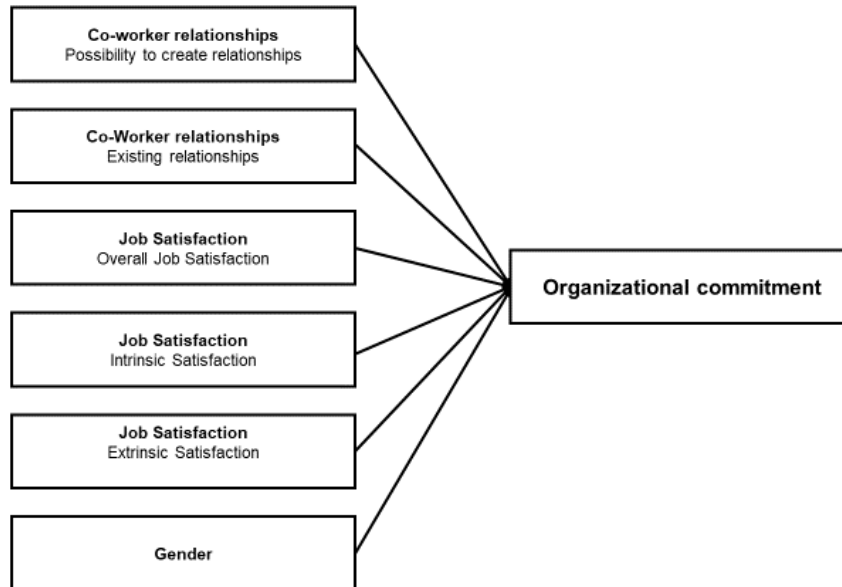 Co-worker relationships
Possibility to create relationships
Co-Worker relationships
Existing relationships
Job Satisfaction
Overall Job Satisfaction
Job Satisfaction
Intrinsic Satisfaction
Job Satisfaction
Extrinsic Satisfaction
Gender
Organizational commitment